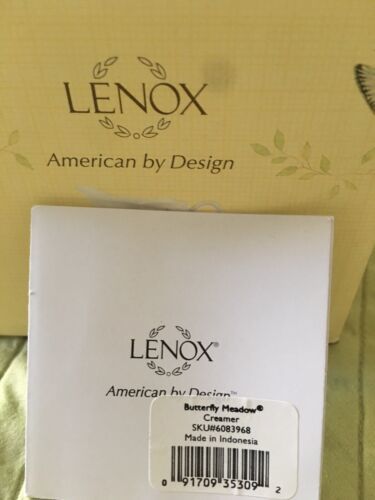 LENOX
American by Design
LENOX®
American by Design™
Butterfly Meadow®
Creamer
SKU#6083968
Made in Indonesia
0 91709 35309 2